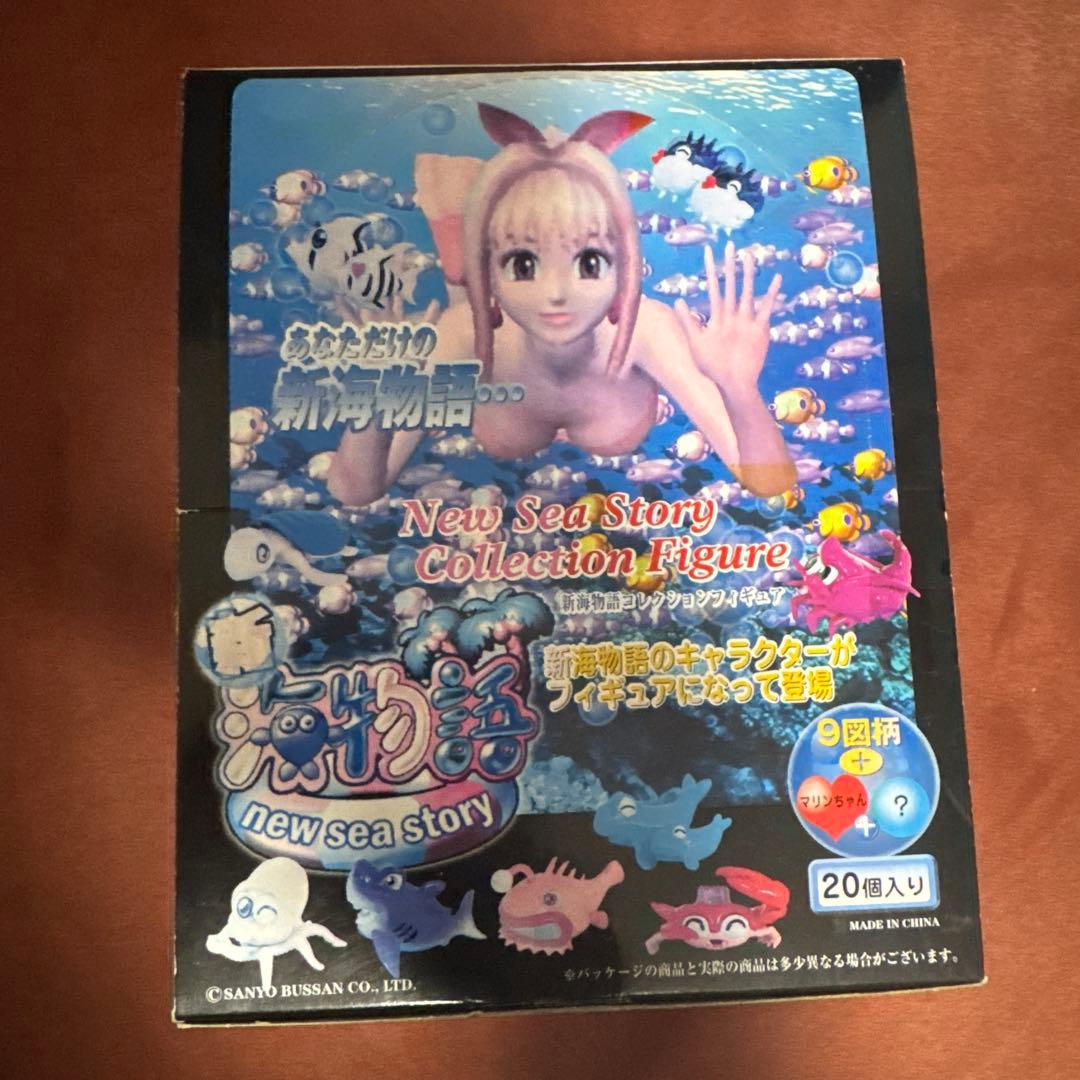 あなただけの
新海物語…
New Sea Story
Collection Figure
新海物語コレクションフィギュア
新海物語のキャラクターが
フィギュアになって登場
新
海物語
new sea story
9図柄
+
マリンちゃん
+
?
20個入り
MADE IN CHINA
※パッケージの商品と実際の商品は多少異なる場合がございます。
©SANYO BUSSAN CO., LTD.